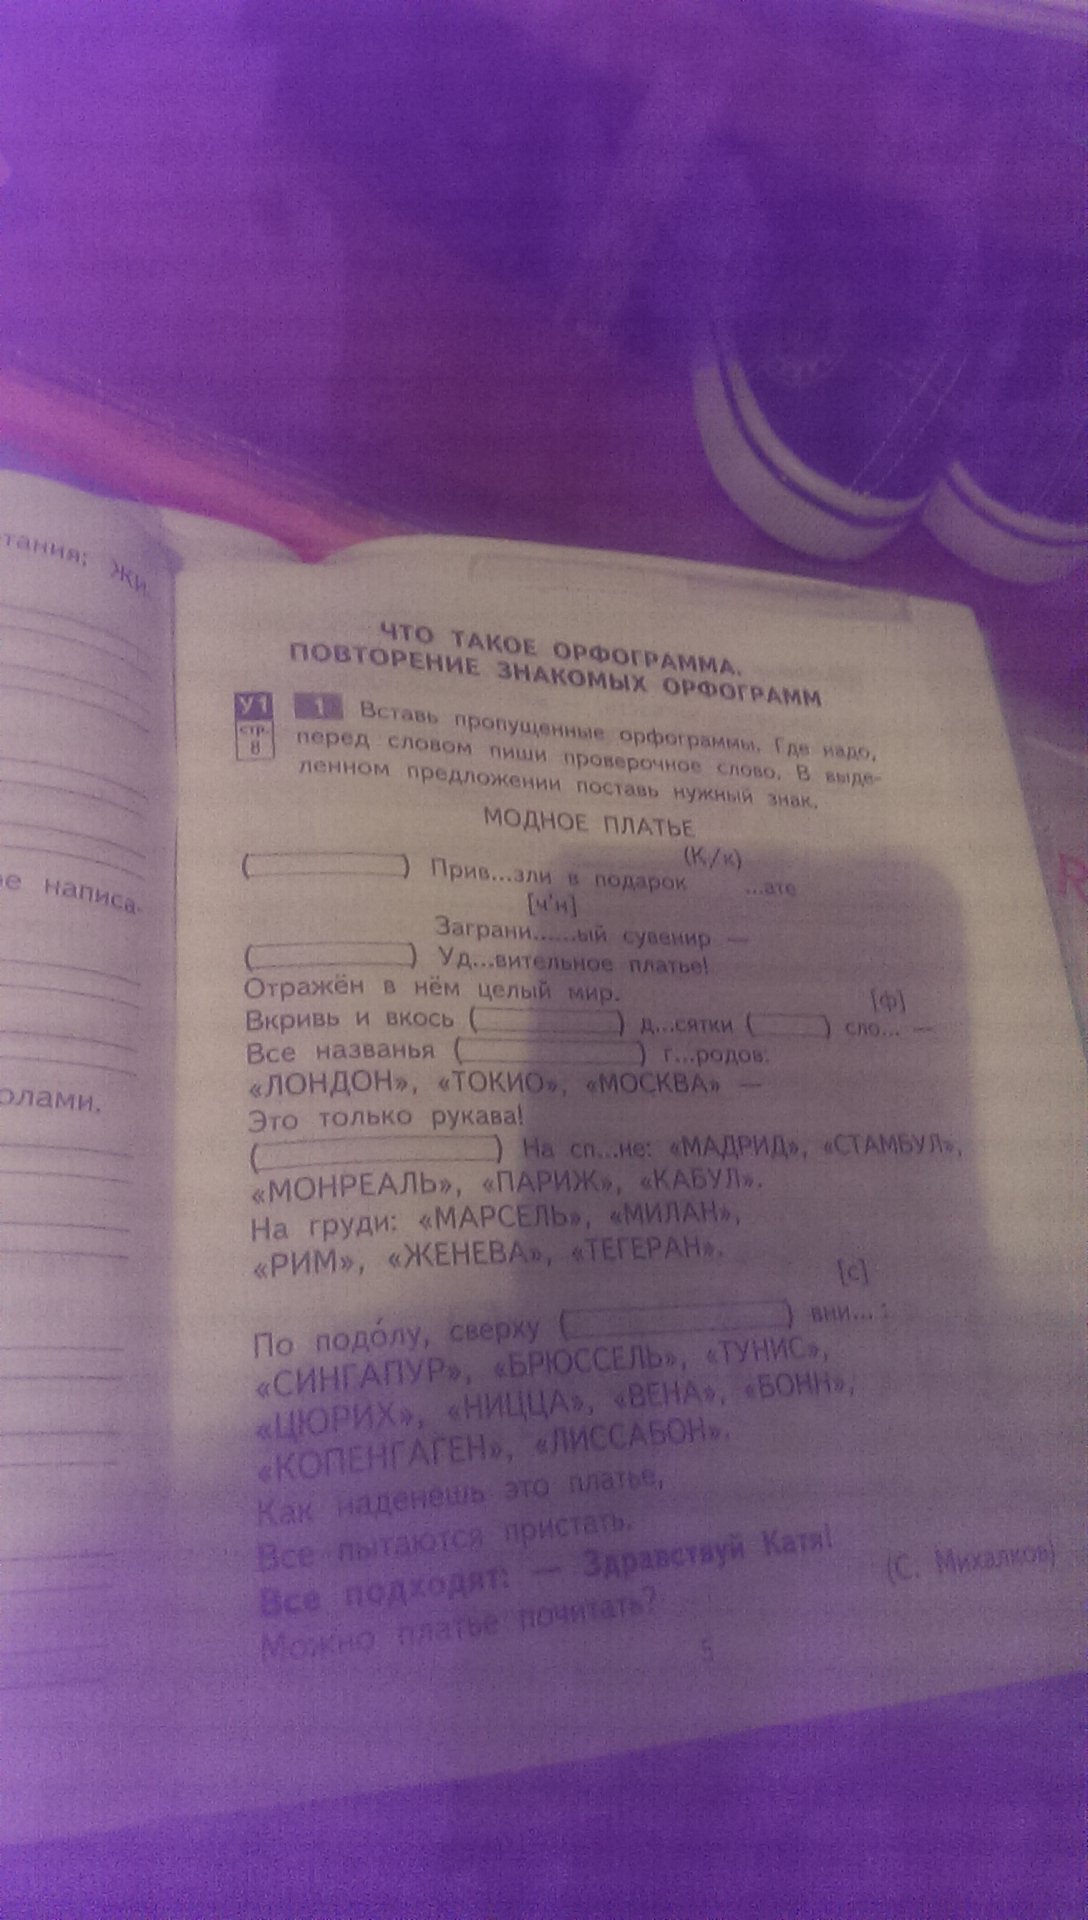 тания: жи-
е написа-
олами.
ЧТО ТАКОЕ ОРФОГРАММА.
ПОВТОРЕНИЕ ЗНАКОМЫХ ОРФОГРАММ
У1
СТР.
8
1 Вставь пропущенные орфограммы. Где надо,
перед словом пиши проверочное слово. В выде-
ленном предложении поставь нужный знак.
МОДНОЕ ПЛАТЬЕ
(К/к)
( ) Прив...зли в подарок ...ате
[ч'н]
Заграни......ый сувенир —
( ) Уд...вительное платье!
Отражён в нём целый мир.
[ф]
Вкривь и вкось ( ) д...сятки ( ) сло... —
Все названья ( ) г...родов:
«ЛОНДОН», «ТОКИО», «МОСКВА» —
Это только рукава!
( ) На сп...не: «МАДРИД», «СТАМБУЛ»,
«МОНРЕАЛЬ», «ПАРИЖ», «КАБУЛ».
На груди: «МАРСЕЛЬ», «МИЛАН»,
«РИМ», «ЖЕНЕВА», «ТЕГЕРАН».
[с]
По подо́лу, сверху ( ) вни... :
«СИНГАПУР», «БРЮССЕЛЬ», «ТУНИС»,
«ЦЮРИХ», «НИЦЦА», «ВЕНА», «БОНН»,
«КОПЕНГАГЕН», «ЛИССАБОН».
Как наденешь это платье,
Все пытаются пристать.
Все подходят: — Здравствуй Катя!
Можно платье почитать?
(С. Михалков)
5